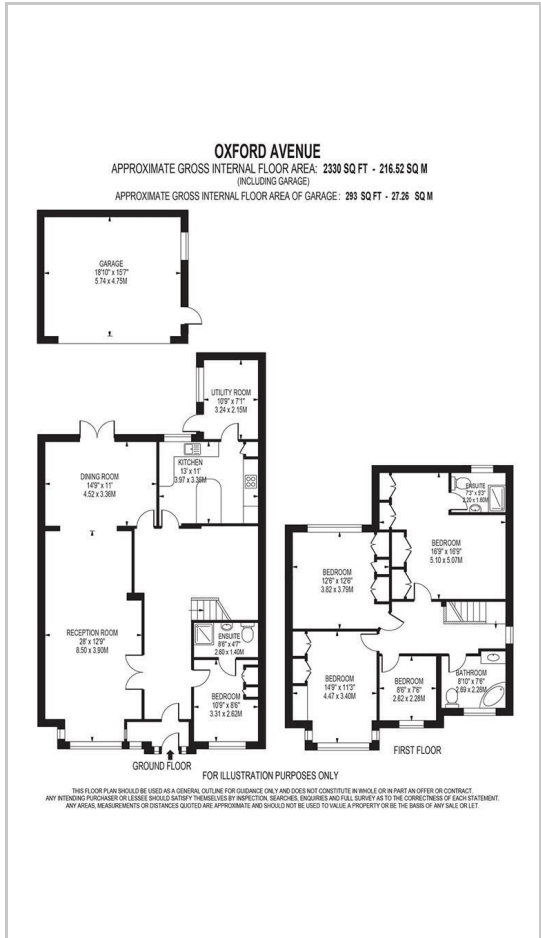 OXFORD AVENUE
APPROXIMATE GROSS INTERNAL FLOOR AREA: 2330 SQ FT - 216.52 SQ M
(INCLUDING GARAGE)
APPROXIMATE GROSS INTERNAL FLOOR AREA OF GARAGE : 293 SQ FT - 27.26 SQ M
GARAGE
18'10" x 15'7"
5.74 x 4.75M
UTILITY ROOM
10'9" x 7'1"
3.24 x 2.15M
KITCHEN
13' x 11'
3.97 x 3.36M
DINING ROOM
14'9" x 11'
4.52 x 3.36M
RECEPTION ROOM
28' x 12'9"
8.50 x 3.90M
ENSUITE
8'6" x 4'7"
2.60 x 1.40M
BEDROOM
10'9" x 8'6"
3.31 x 2.62M
GROUND FLOOR
ENSUITE
7'3" x 5'3"
2.20 x 1.60M
BEDROOM
16'9" x 16'9"
5.10 x 5.07M
BEDROOM
12'6" x 12'6"
3.82 x 3.79M
BEDROOM
14'9" x 11'3"
4.47 x 3.40M
BEDROOM
8'6" x 7'6"
2.62 x 2.28M
BATHROOM
8'10" x 7'6"
2.69 x 2.28M
FIRST FLOOR
FOR ILLUSTRATION PURPOSES ONLY
THIS FLOOR PLAN SHOULD BE USED AS A GENERAL OUTLINE FOR GUIDANCE ONLY AND DOES NOT CONSTITUTE IN WHOLE OR IN PART AN OFFER OR CONTRACT.
ANY INTENDING PURCHASER OR LESSEE SHOULD SATISFY THEMSELVES BY INSPECTION, SEARCHES, ENQUIRIES AND FULL SURVEY AS TO THE CORRECTNESS OF EACH STATEMENT.
ANY AREAS, MEASUREMENTS OR DISTANCES QUOTED ARE APPROXIMATE AND SHOULD NOT BE USED TO VALUE A PROPERTY OR BE THE BASIS OF ANY SALE OR LET.